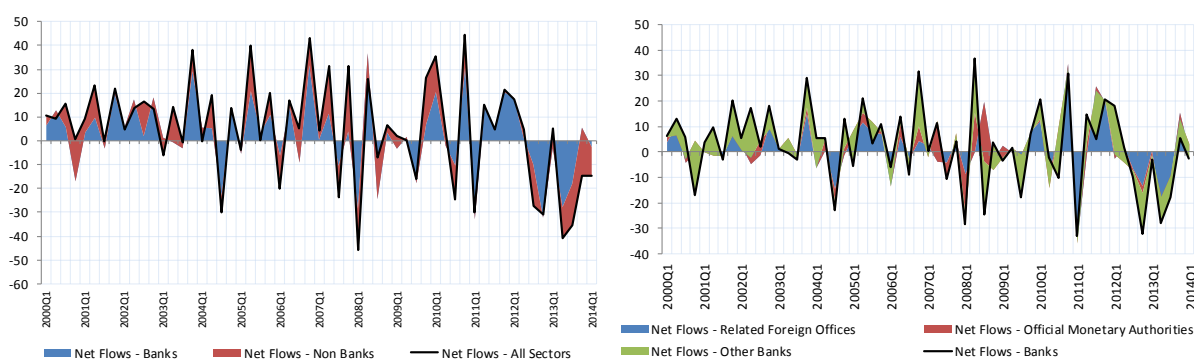 50
40
30
20
10
0
-10
-20
-30
-40
-50
-60
2000Q1
2001Q1
2002Q1
2003Q1
2004Q1
2005Q1
2006Q1
2007Q1
2008Q1
2009Q1
2010Q1
2011Q1
2012Q1
2013Q1
2014Q1
Net Flows - Banks
Net Flows - Non Banks
Net Flows - All Sectors
50
40
30
20
10
0
-10
-20
-30
-40
2000Q1
2001Q1
2002Q1
2003Q1
2004Q1
2005Q1
2006Q1
2007Q1
2008Q1
2009Q1
2010Q1
2011Q1
2012Q1
2013Q1
2014Q1
Net Flows - Related Foreign Offices
Net Flows - Official Monetary Authorities
Net Flows - Other Banks
Net Flows - Banks